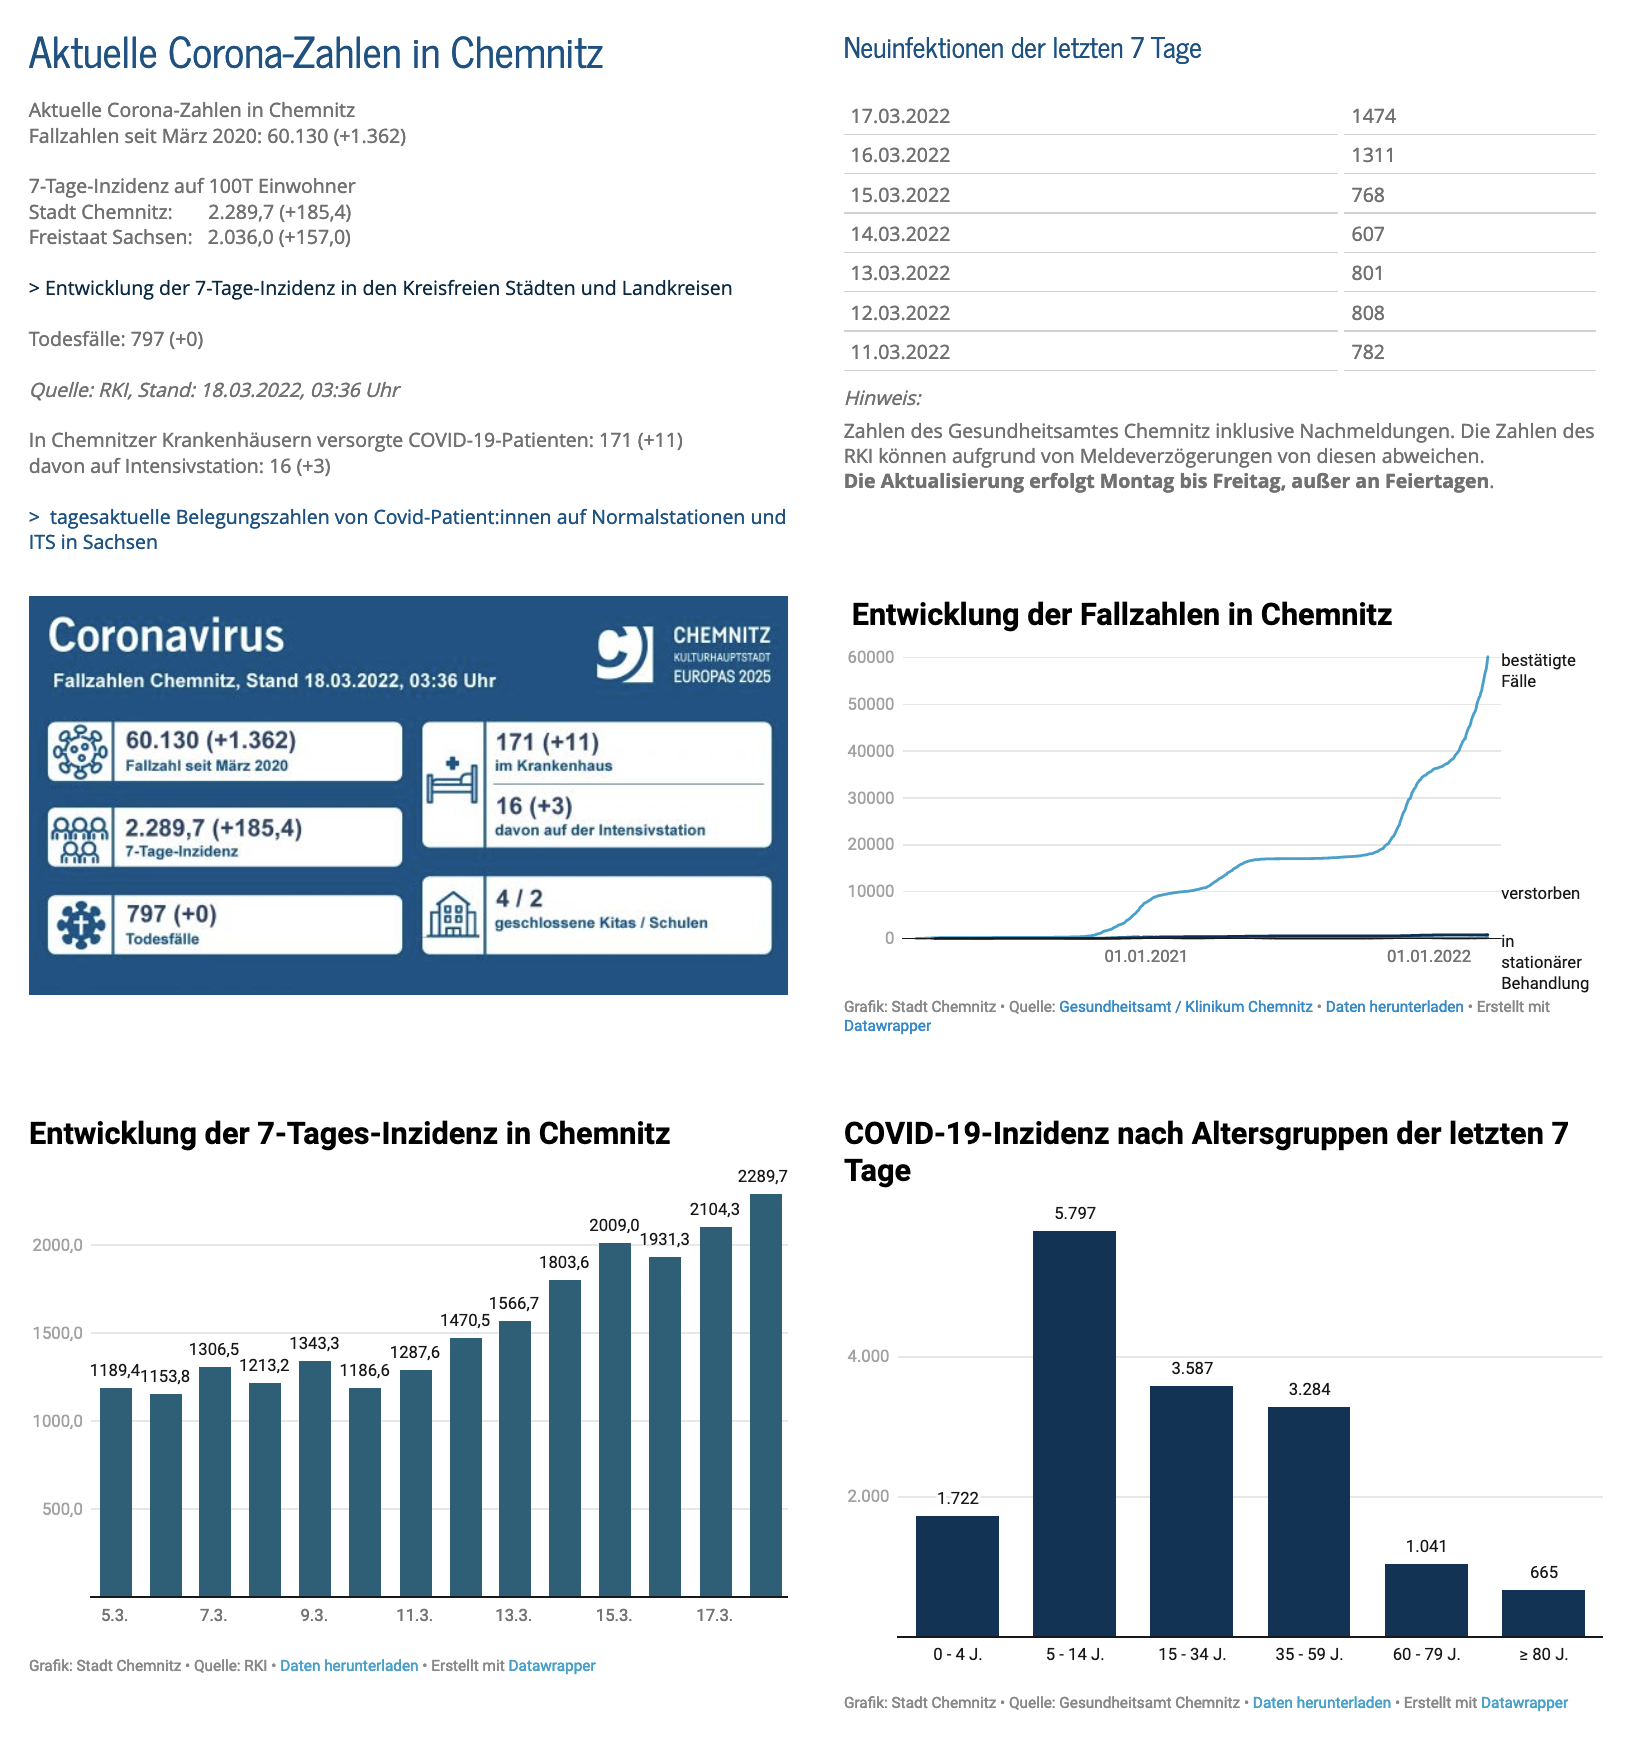 Aktuelle Corona-Zahlen in Chemnitz
Aktuelle Corona-Zahlen in Chemnitz
Fallzahlen seit März 2020: 60.130 (+1.362)
7-Tage-Inzidenz auf 100T Einwohner
Stadt Chemnitz: 2.289,7 (+185,4)
Freistaat Sachsen: 2.036,0 (+157,0)
> Entwicklung der 7-Tage-Inzidenz in den Kreisfreien Städten und Landkreisen
Todesfälle: 797 (+0)
Quelle: RKI, Stand: 18.03.2022, 03:36 Uhr
In Chemnitzer Krankenhäusern versorgte COVID-19-Patienten: 171 (+11)
davon auf Intensivstation: 16 (+3)
> tagesaktuelle Belegungszahlen von Covid-Patient:innen auf Normalstationen und
ITS in Sachsen
Neuinfektionen der letzten 7 Tage
17.03.2022 1474
16.03.2022 1311
15.03.2022 768
14.03.2022 607
13.03.2022 801
12.03.2022 808
11.03.2022 782
Hinweis:
Zahlen des Gesundheitsamtes Chemnitz inklusive Nachmeldungen. Die Zahlen des
RKI können aufgrund von Meldeverzögerungen von diesen abweichen.
Die Aktualisierung erfolgt Montag bis Freitag, außer an Feiertagen.
Coronavirus
Fallzahlen Chemnitz, Stand 18.03.2022, 03:36 Uhr
CHEMNITZ
KULTURHAUPTSTADT
EUROPAS 2025
60.130 (+1.362)
Fallzahl seit März 2020
2.289,7 (+185,4)
7-Tage-Inzidenz
797 (+0)
Todesfälle
171 (+11)
im Krankenhaus
16 (+3)
davon auf der Intensivstation
4 / 2
geschlossene Kitas / Schulen
Entwicklung der Fallzahlen in Chemnitz
60000
50000
40000
30000
20000
10000
0
01.01.2021 01.01.2022
bestätigte
Fälle
verstorben
in
stationärer
Behandlung
Grafik: Stadt Chemnitz • Quelle: Gesundheitsamt / Klinikum Chemnitz • Daten herunterladen • Erstellt mit
Datawrapper
Entwicklung der 7-Tages-Inzidenz in Chemnitz
2000,0
1500,0
1000,0
500,0
1189,4 1153,8 1306,5 1213,2 1343,3 1186,6 1287,6 1470,5 1566,7 1803,6 2009,0 1931,3 2104,3 2289,7
5.3. 7.3. 9.3. 11.3. 13.3. 15.3. 17.3.
Grafik: Stadt Chemnitz • Quelle: RKI • Daten herunterladen • Erstellt mit Datawrapper
COVID-19-Inzidenz nach Altersgruppen der letzten 7
Tage
4.000
2.000
1.722 5.797 3.587 3.284 1.041 665
0 - 4 J. 5 - 14 J. 15 - 34 J. 35 - 59 J. 60 - 79 J. ≥ 80 J.
Grafik: Stadt Chemnitz • Quelle: Gesundheitsamt Chemnitz • Daten herunterladen • Erstellt mit Datawrapper